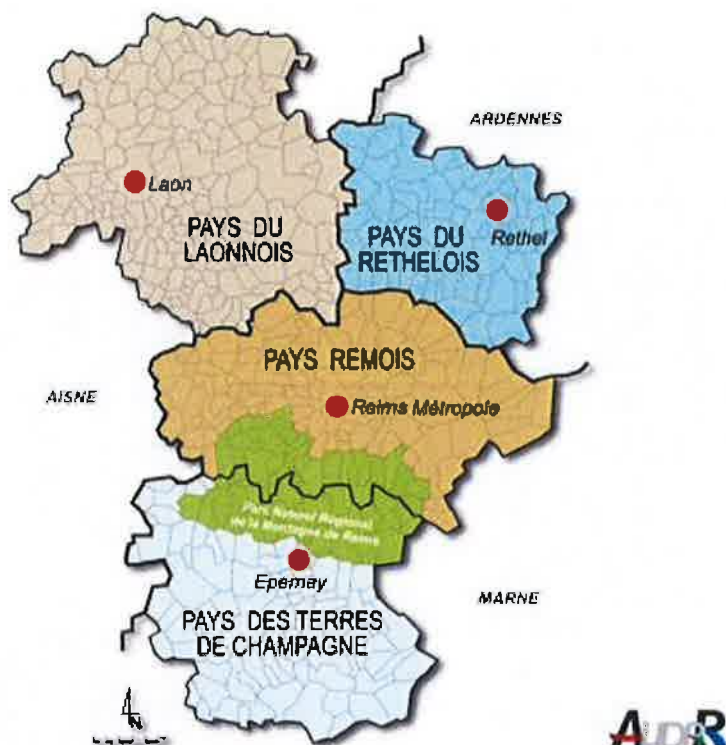 ARDENNES
Laon
PAYS DU
LAONNOIS
PAYS DU
RETHELOIS
Rethel
PAYS REMOIS
AISNE
Reims Métropole
Parc Naturel Régional
de la Montagne de Reims
Epernay
MARNE
PAYS DES TERRES
DE CHAMPAGNE
N
AUDRR